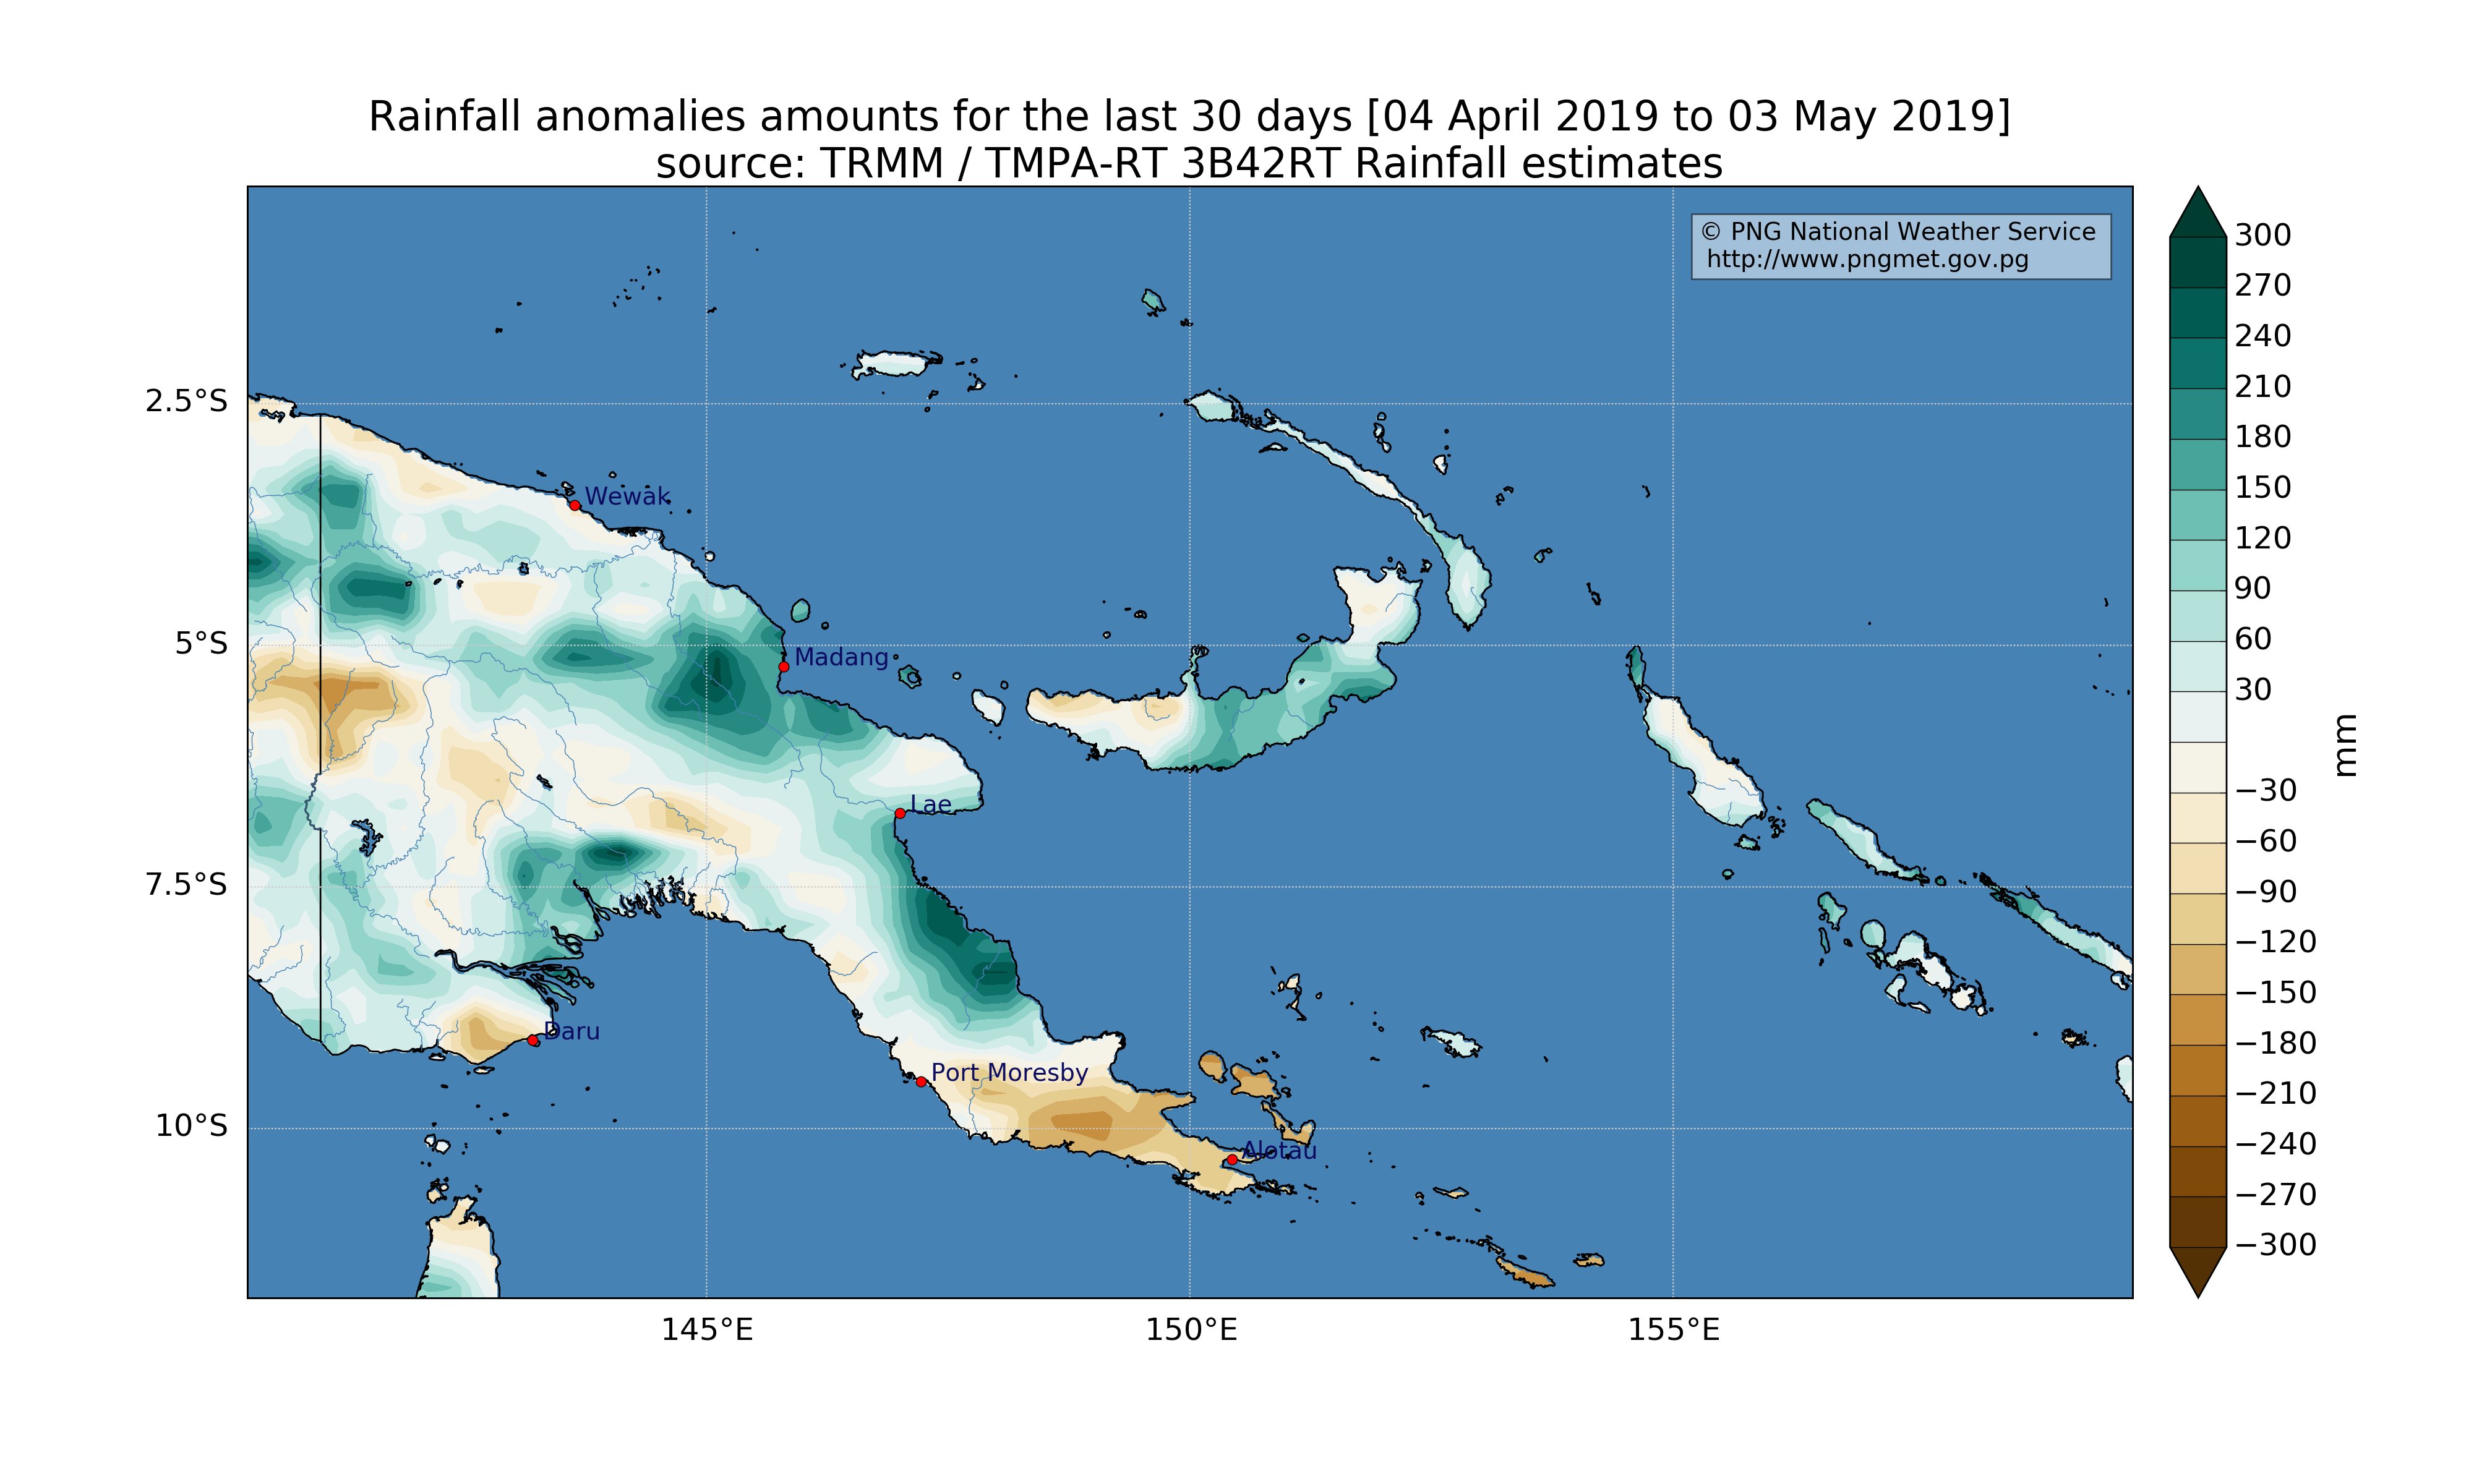 Rainfall anomalies amounts for the last 30 days [04 April 2019 to 03 May 2019]
source: TRMM / TMPA-RT 3B42RT Rainfall estimates
© PNG National Weather Service
http://www.pngmet.gov.pg
2.5°S
5°S
7.5°S
10°S
Wewak
Madang
Lae
Daru
Port Moresby
Alotau
145°E
150°E
155°E
300
270
240
210
180
150
120
90
60
30
−30
−60
−90
−120
−150
−180
−210
−240
−270
−300
mm